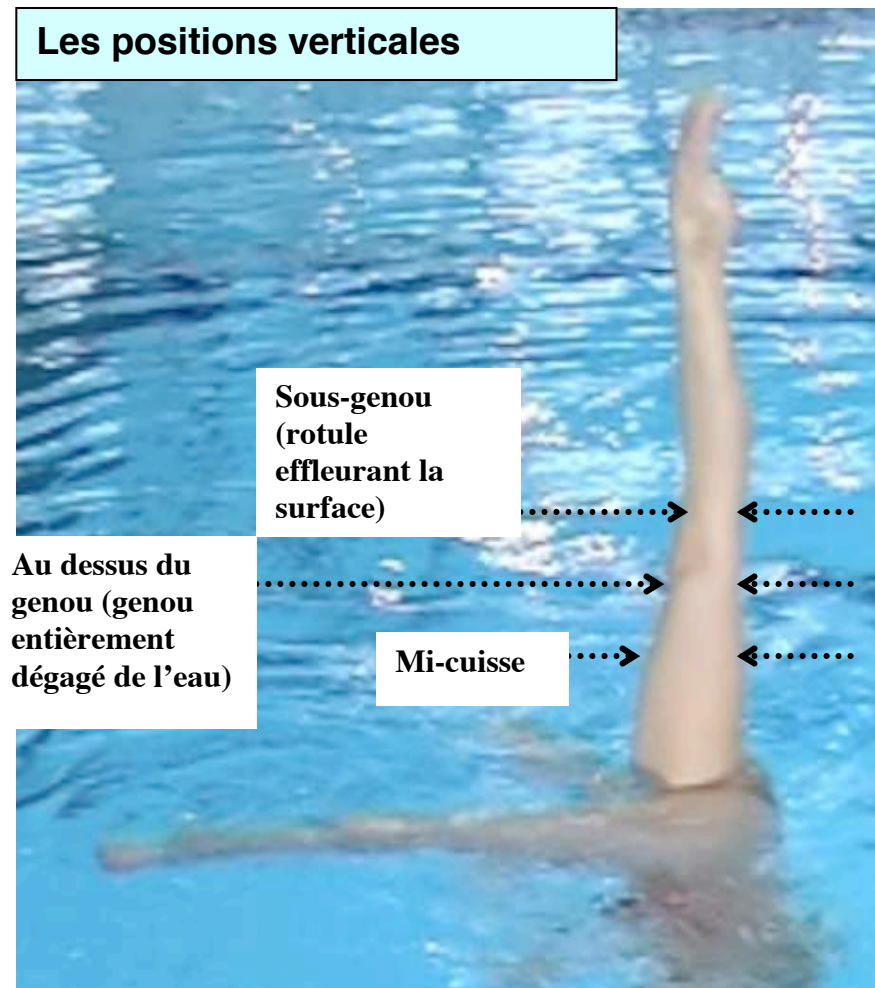 Les positions verticales
Sous-genou
(rotule
effleurant la
surface)
Au dessus du
genou (genou
entièrement
dégagé de l’eau)
Mi-cuisse